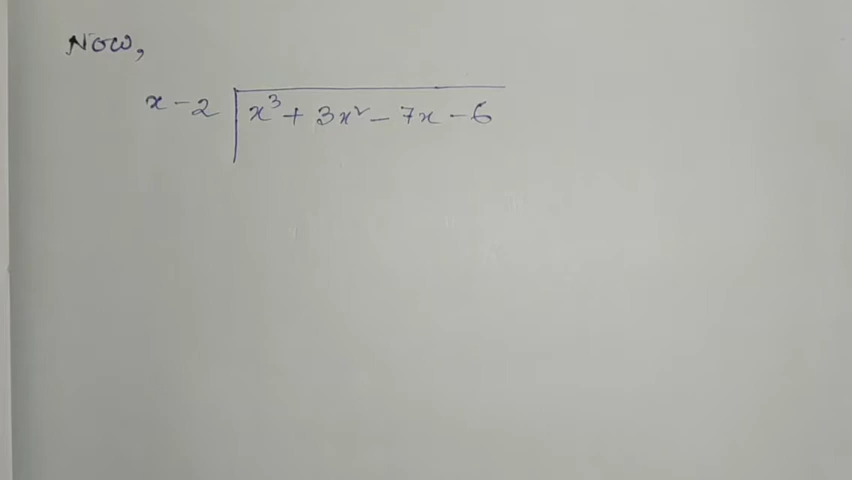 Now,
x - 2 | x³ + 3x² - 7x - 6